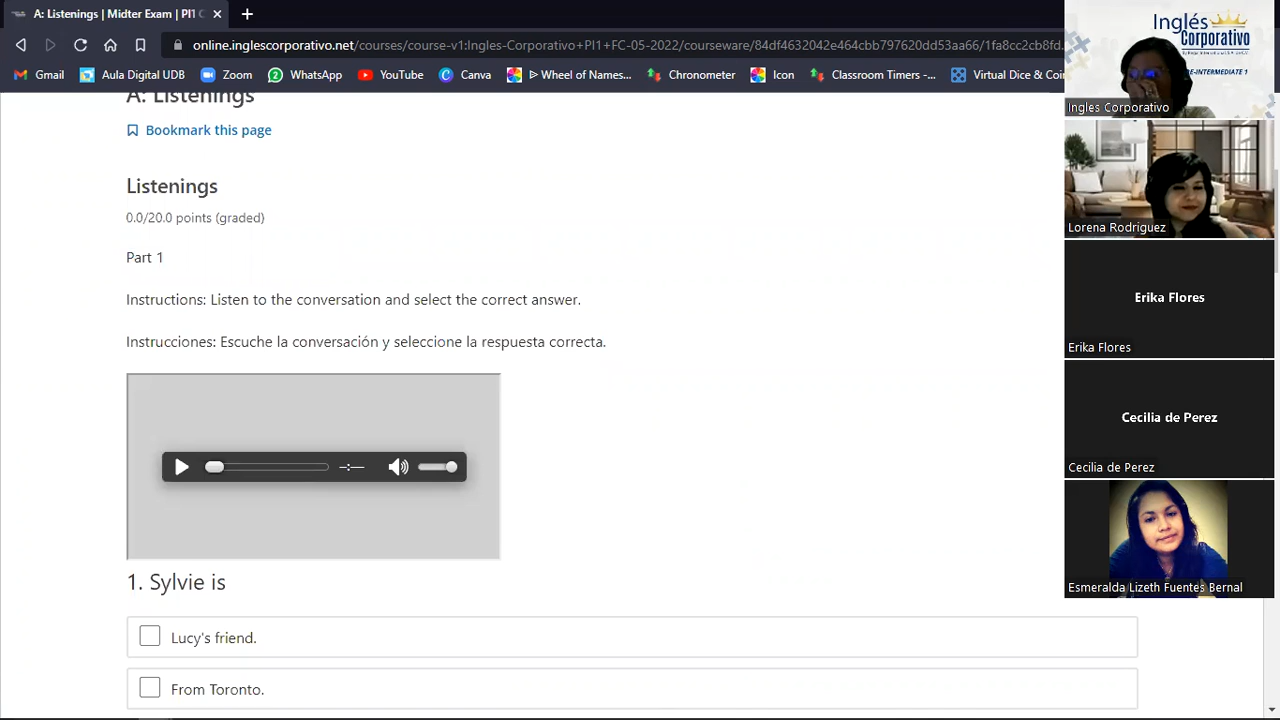 A: Listenings | Midter Exam | PI1 C
online.inglescorporativo.net/courses/course-v1:Ingles-Corporativo+PI1+FC-05-2022/courseware/84df4632042e464cbb797620dd53aa66/1fa8cc2cb8fd.
Gmail Aula Digital UDB Zoom WhatsApp YouTube Canva ᐅ Wheel of Names... Chronometer Icon Classroom Timers -... Virtual Dice & Coin
Inglés
Corporativo
RE-INTERMEDIATE 1
Ingles Corporativo
A: Listenings
Bookmark this page
Listenings
0.0/20.0 points (graded)
Part 1
Instructions: Listen to the conversation and select the correct answer.
Instrucciones: Escuche la conversación y seleccione la respuesta correcta.
-:--
1. Sylvie is
Lucy's friend.
From Toronto.
Lorena Rodriguez
Erika Flores
Erika Flores
Cecilia de Perez
Cecilia de Perez
Esmeralda Lizeth Fuentes Bernal